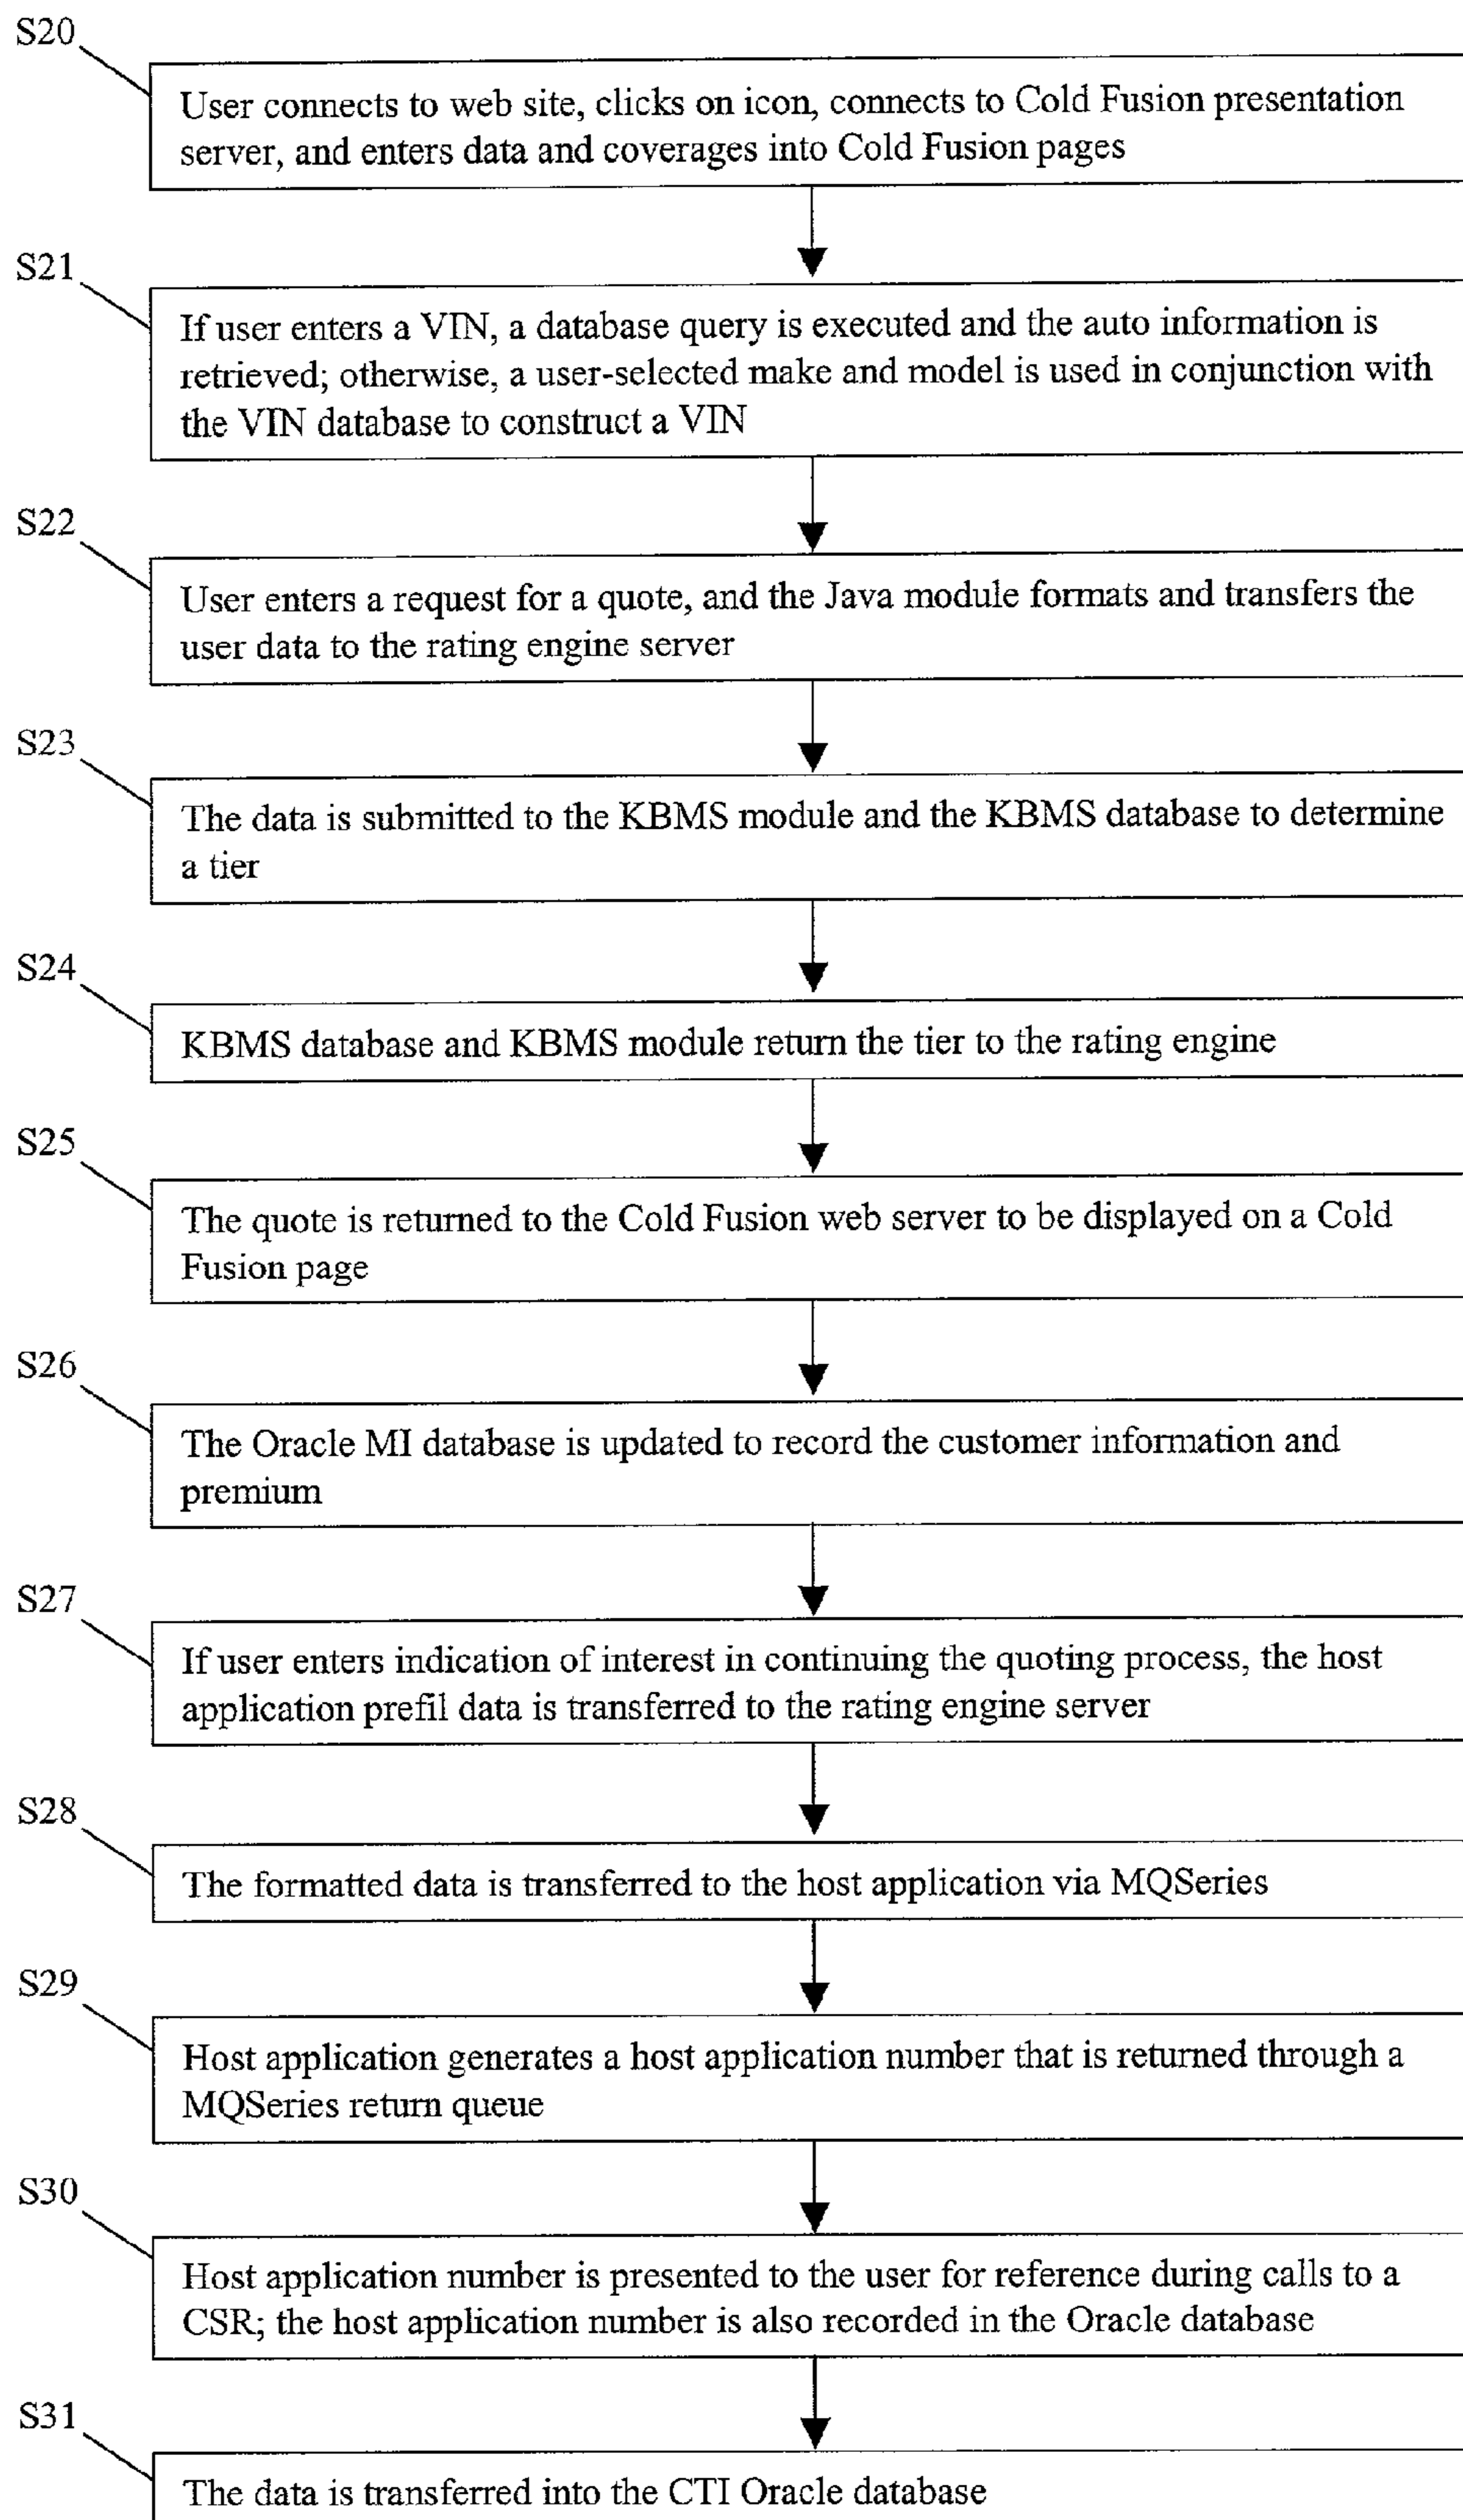 S20
User connects to web site, clicks on icon, connects to Cold Fusion presentation
server, and enters data and coverages into Cold Fusion pages
S21
If user enters a VIN, a database query is executed and the auto information is
retrieved; otherwise, a user-selected make and model is used in conjunction with
the VIN database to construct a VIN
S22
User enters a request for a quote, and the Java module formats and transfers the
user data to the rating engine server
S23
The data is submitted to the KBMS module and the KBMS database to determine
a tier
S24
KBMS database and KBMS module return the tier to the rating engine
S25
The quote is returned to the Cold Fusion web server to be displayed on a Cold
Fusion page
S26
The Oracle MI database is updated to record the customer information and
premium
S27
If user enters indication of interest in continuing the quoting process, the host
application prefil data is transferred to the rating engine server
S28
The formatted data is transferred to the host application via MQSeries
S29
Host application generates a host application number that is returned through a
MQSeries return queue
S30
Host application number is presented to the user for reference during calls to a
CSR; the host application number is also recorded in the Oracle database
S31
The data is transferred into the CTI Oracle database